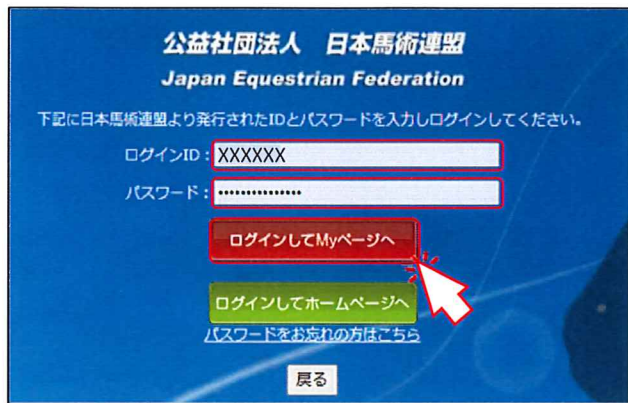 公益社団法人　日本馬術連盟
Japan Equestrian Federation
下記に日本馬術連盟より発行されたIDとパスワードを入力しログインしてください。
ログインID : XXXXXX
パスワード : •••••••••••••••
ログインしてMyページへ
ログインしてホームページへ
パスワードをお忘れの方はこちら
戻る